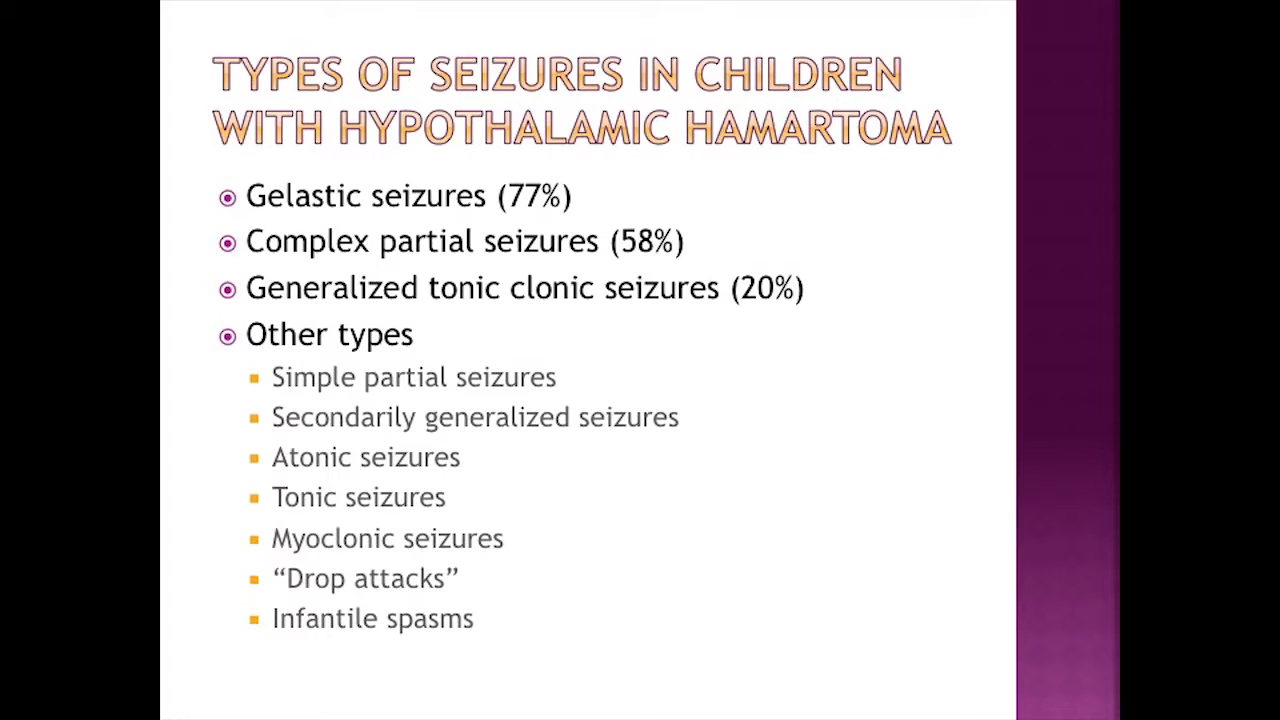 TYPES OF SEIZURES IN CHILDREN
WITH HYPOTHALAMIC HAMARTOMA
Gelastic seizures (77%)
Complex partial seizures (58%)
Generalized tonic clonic seizures (20%)
Other types
Simple partial seizures
Secondarily generalized seizures
Atonic seizures
Tonic seizures
Myoclonic seizures
“Drop attacks”
Infantile spasms